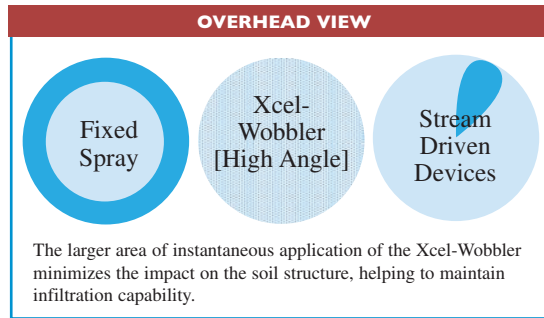 OVERHEAD VIEW
Fixed
Spray
Xcel-
Wobbler
[High Angle]
Stream
Driven
Devices
The larger area of instantaneous application of the Xcel-Wobbler
minimizes the impact on the soil structure, helping to maintain
infiltration capability.